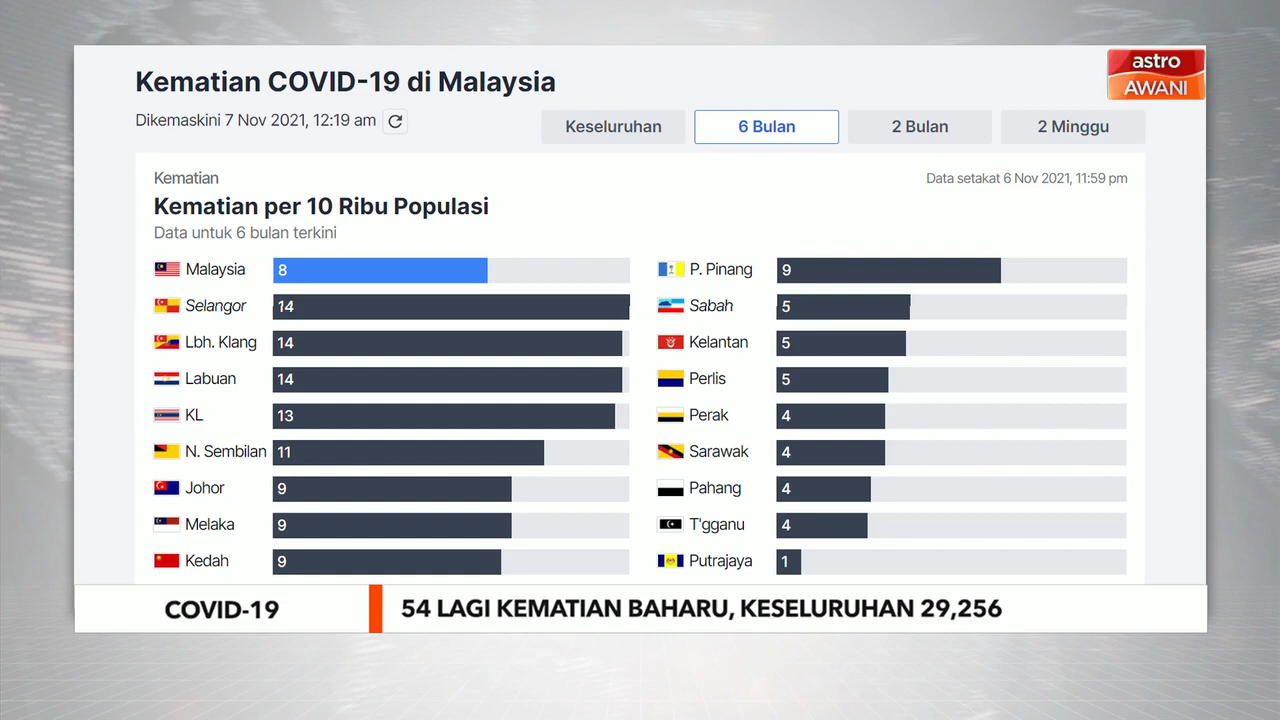 astro
AWANI
Kematian COVID-19 di Malaysia
Dikemaskini 7 Nov 2021, 12:19 am
Keseluruhan
6 Bulan
2 Bulan
2 Minggu
Kematian
Data setakat 6 Nov 2021, 11:59 pm
Kematian per 10 Ribu Populasi
Data untuk 6 bulan terkini
Malaysia 8
Selangor 14
Lbh. Klang 14
Labuan 14
KL 13
N. Sembilan 11
Johor 9
Melaka 9
Kedah 9
P. Pinang 9
Sabah 5
Kelantan 5
Perlis 5
Perak 4
Sarawak 4
Pahang 4
T'gganu 4
Putrajaya 1
COVID-19
54 LAGI KEMATIAN BAHARU, KESELURUHAN 29,256